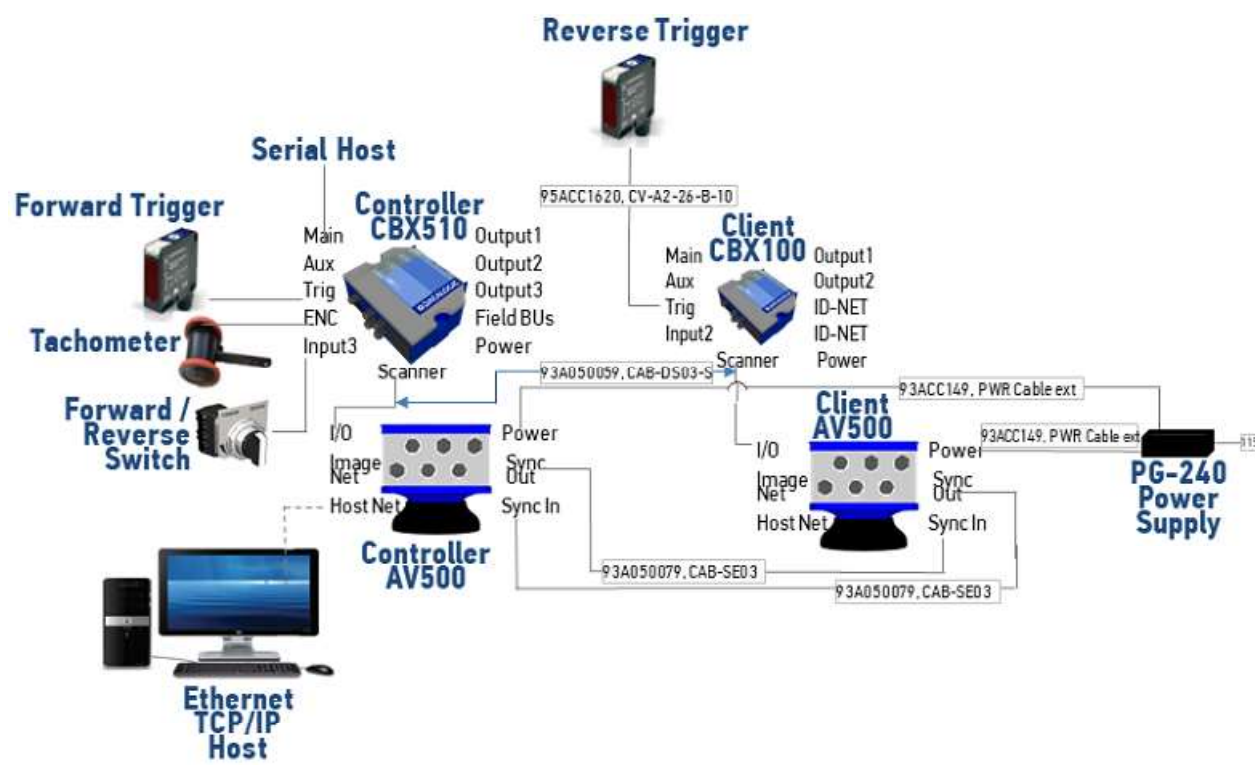 Reverse Trigger
Serial Host
95ACC1620, CV-A2-26-B-10
Forward Trigger
Controller
CBX510
Client
CBX100
Main
Aux
Trig
ENC
Input3
Output1
Output2
Output3
Field BUs
Power
Scanner
Main
Aux
Trig
Input2
Output1
Output2
ID-NET
ID-NET
Power
Scanner
Tachometer
93A050059, CAB-DS03-S
93ACC149, PWR Cable ext
Forward /
Reverse
Switch
I/O
Image
Net
Host Net
Power
Sync
Out
Sync In
Controller
AV500
Client
AV500
I/O
Image
Net
Host Net
Power
Sync
Out
Sync In
93ACC149, PWR Cable ext
PG-240
Power
Supply
93A050079, CAB-SE03
93A050079, CAB-SE03
Ethernet
TCP/IP
Host